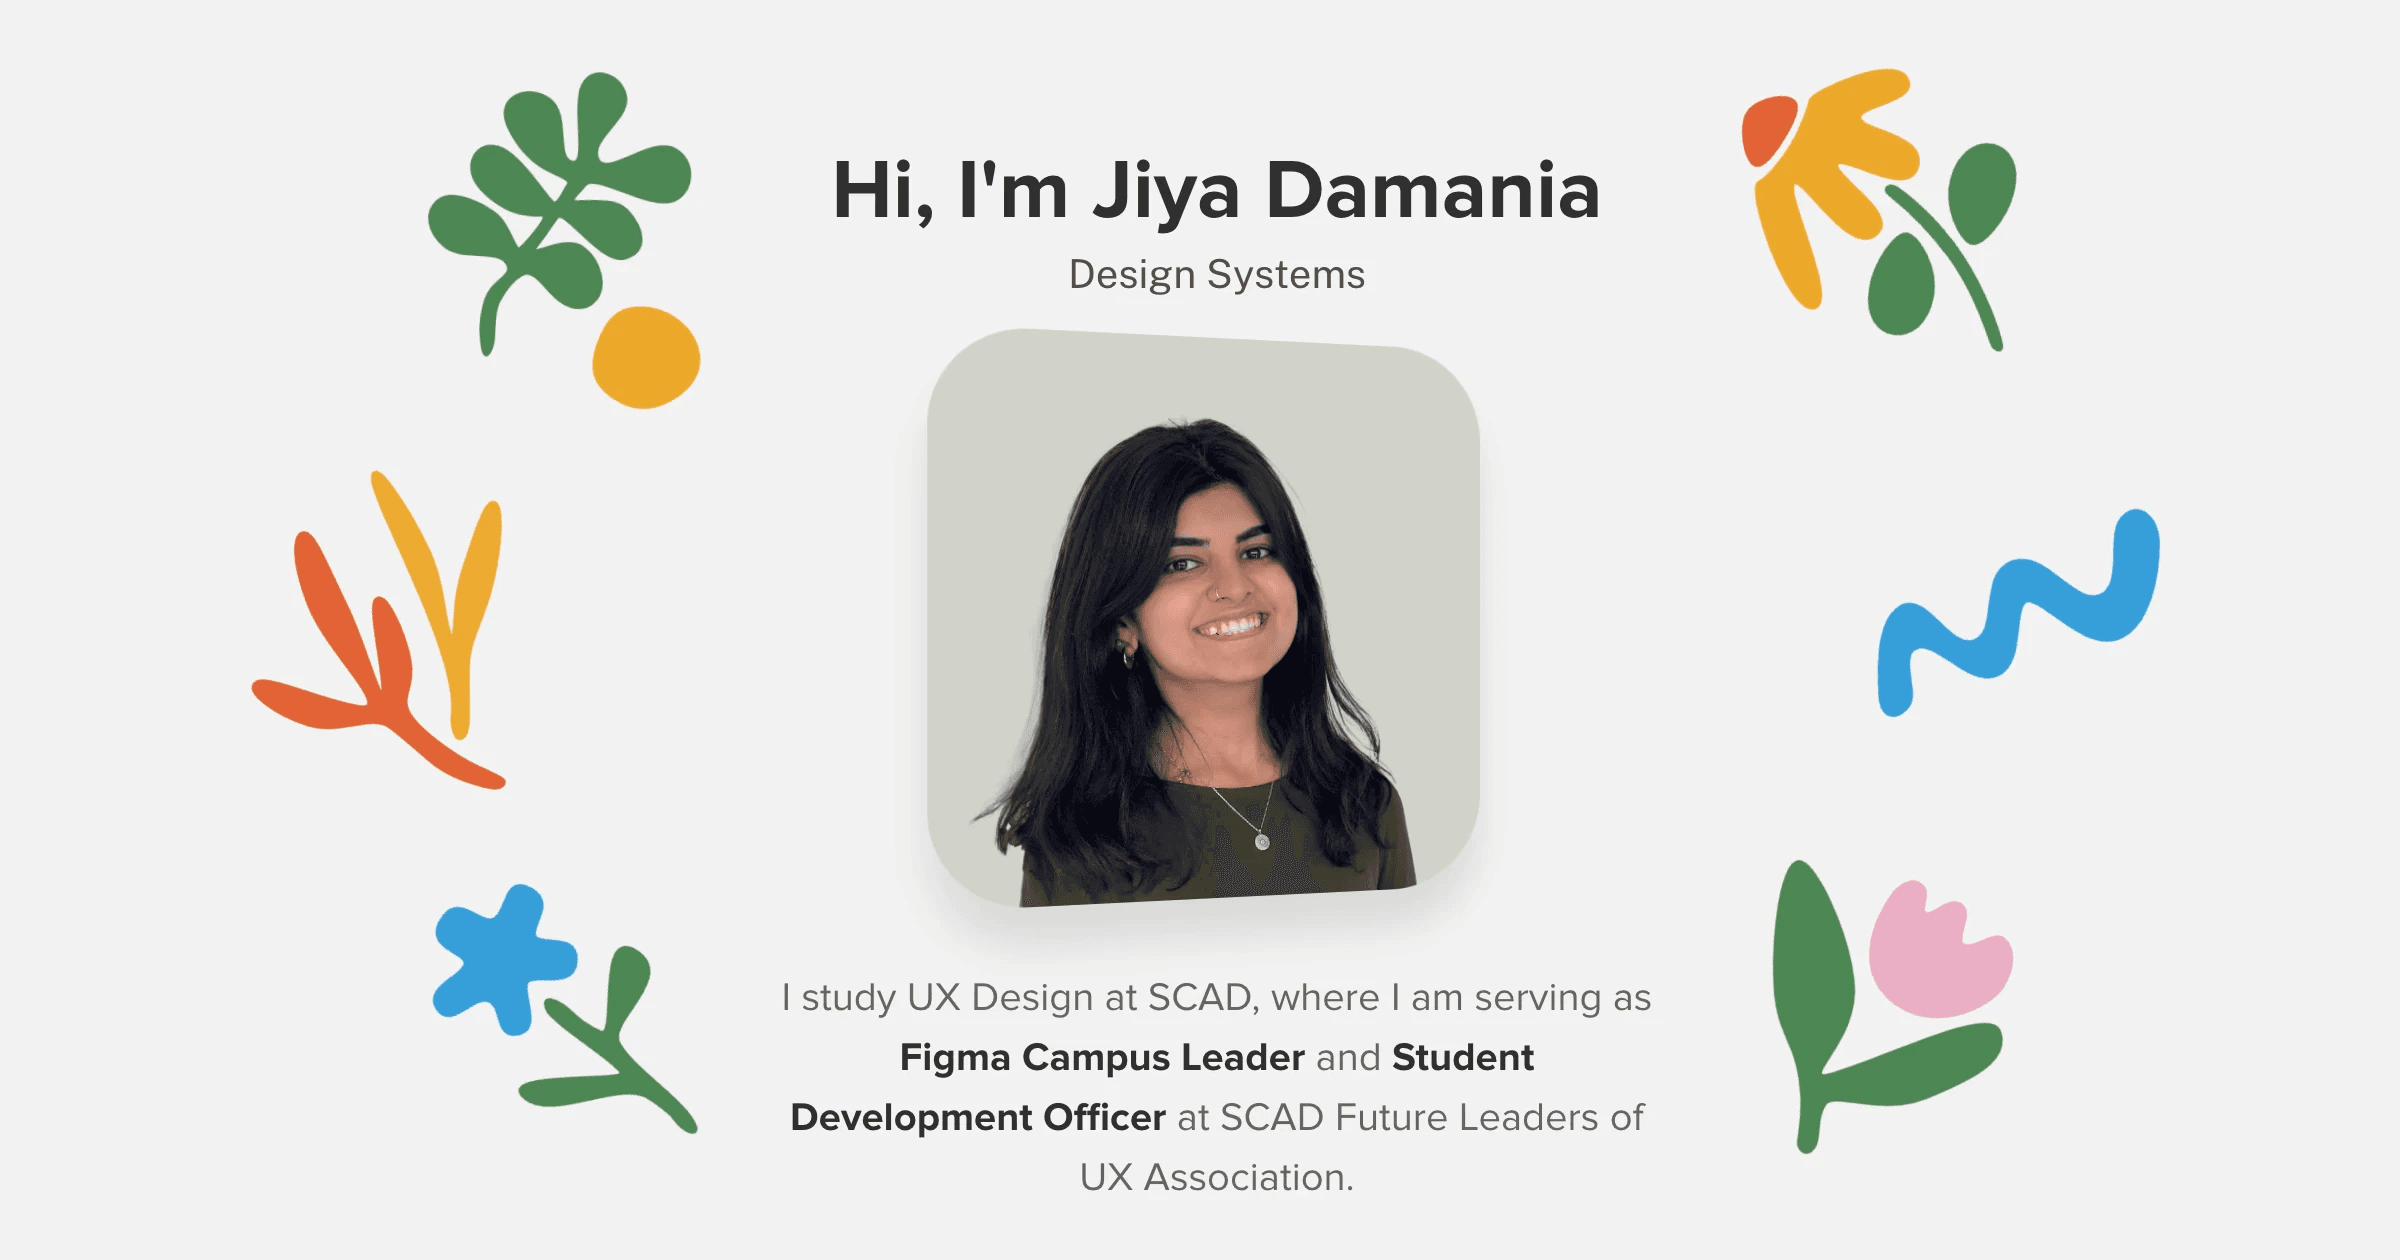 Hi, I'm Jiya Damania
Design Systems
I study UX Design at SCAD, where I am serving as
Figma Campus Leader and Student
Development Officer at SCAD Future Leaders of
UX Association.